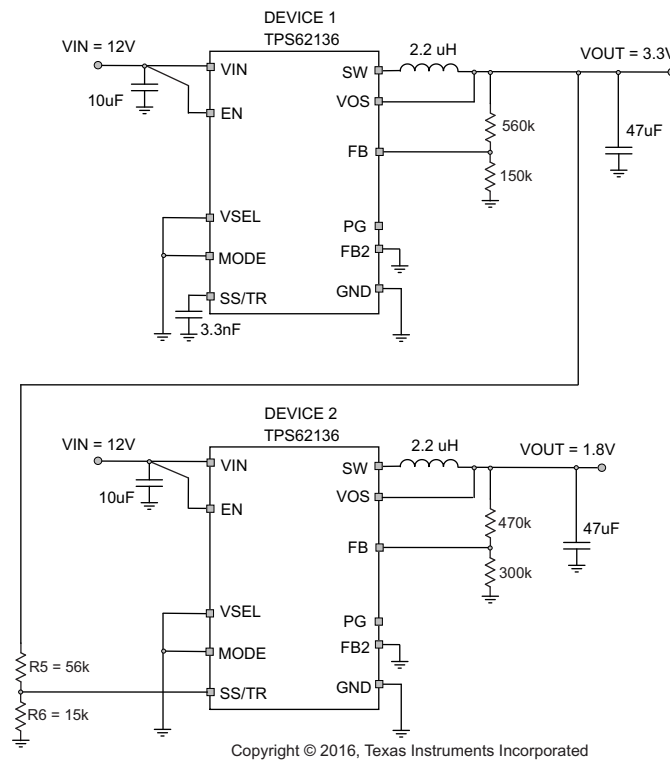 DEVICE 1
TPS62136
VIN = 12V
2.2 uH
VOUT = 3.3V
VIN
SW
10uF
VOS
EN
560k
47uF
FB
150k
VSEL
PG
FB2
MODE
GND
SS/TR
3.3nF
DEVICE 2
TPS62136
VIN = 12V
2.2 uH
VOUT = 1.8V
VIN
SW
10uF
VOS
EN
470k
47uF
FB
300k
VSEL
PG
FB2
MODE
R5 = 56k
GND
SS/TR
R6 = 15k
Copyright © 2016, Texas Instruments Incorporated